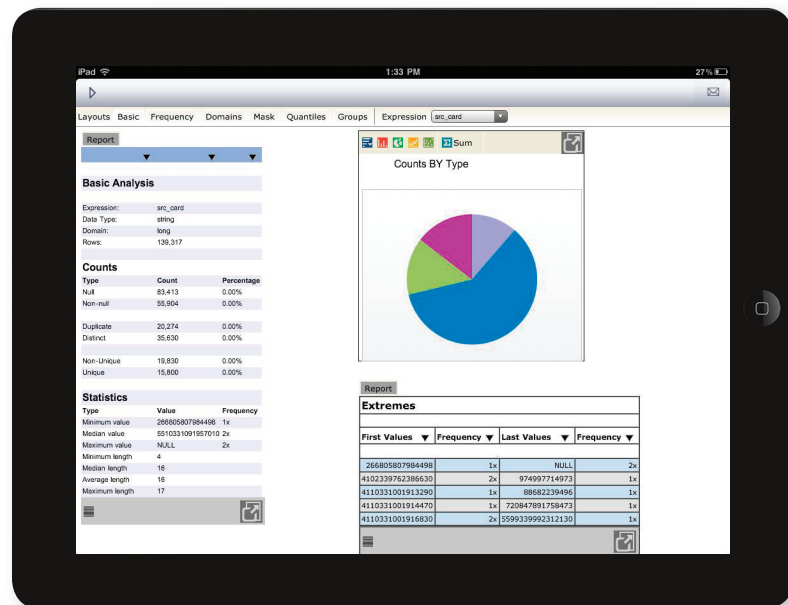 iPad 1:33 PM 27%
Layouts Basic Frequency Domains Mask Quantiles Groups Expression src_card
Report
Basic Analysis
Expression: src_card
Data Type: string
Domain: long
Rows: 139,317
Counts
Type Count Percentage
Null 83,413 0.00%
Non-null 55,904 0.00%
Duplicate 20,274 0.00%
Distinct 35,630 0.00%
Non-Unique 19,830 0.00%
Unique 15,800 0.00%
Statistics
Type Value Frequency
Minimum value 266805807984498 1x
Median value 5510331091957010 2x
Maximum value NULL 2x
Minimum length 4
Median length 16
Average length 16
Maximum length 17
Sum
Counts BY Type
Report
Extremes
First Values Frequency Last Values Frequency
266805807984498 1x NULL 2x
4102339762386630 2x 974997714973 1x
4110331001913290 1x 88682239496 1x
4110331001914470 1x 720847891758473 1x
4110331001916830 2x 5599339992312130 1x